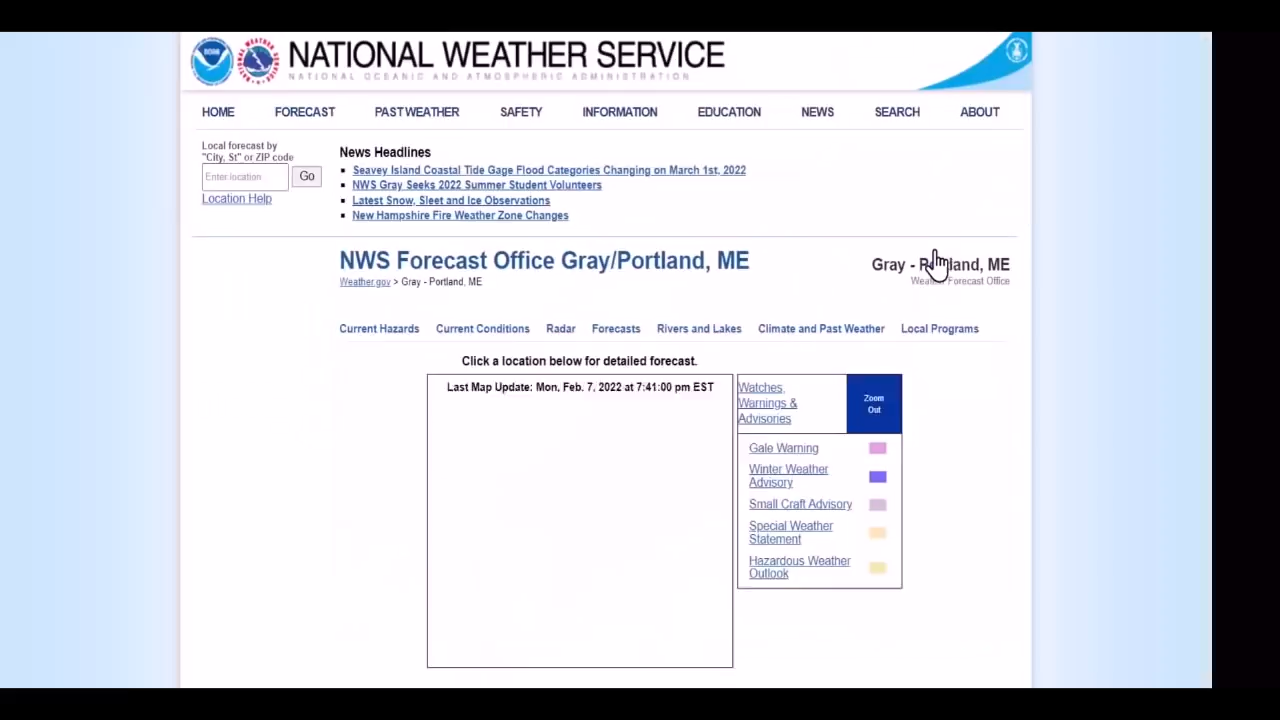 NATIONAL WEATHER SERVICE
NATIONAL OCEANIC AND ATMOSPHERIC ADMINISTRATION
HOME FORECAST PAST WEATHER SAFETY INFORMATION EDUCATION NEWS SEARCH ABOUT
Local forecast by
"City, St" or ZIP code
Enter location Go
Location Help
News Headlines
Seavey Island Coastal Tide Gage Flood Categories Changing on March 1st, 2022
NWS Gray Seeks 2022 Summer Student Volunteers
Latest Snow, Sleet and Ice Observations
New Hampshire Fire Weather Zone Changes
NWS Forecast Office Gray/Portland, ME
Weather.gov > Gray - Portland, ME
Gray - Portland, ME
Weather Forecast Office
Current Hazards Current Conditions Radar Forecasts Rivers and Lakes Climate and Past Weather Local Programs
Click a location below for detailed forecast.
Last Map Update: Mon, Feb. 7, 2022 at 7:41:00 pm EST
Watches,
Warnings &
Advisories
Zoom
Out
Gale Warning
Winter Weather
Advisory
Small Craft Advisory
Special Weather
Statement
Hazardous Weather
Outlook